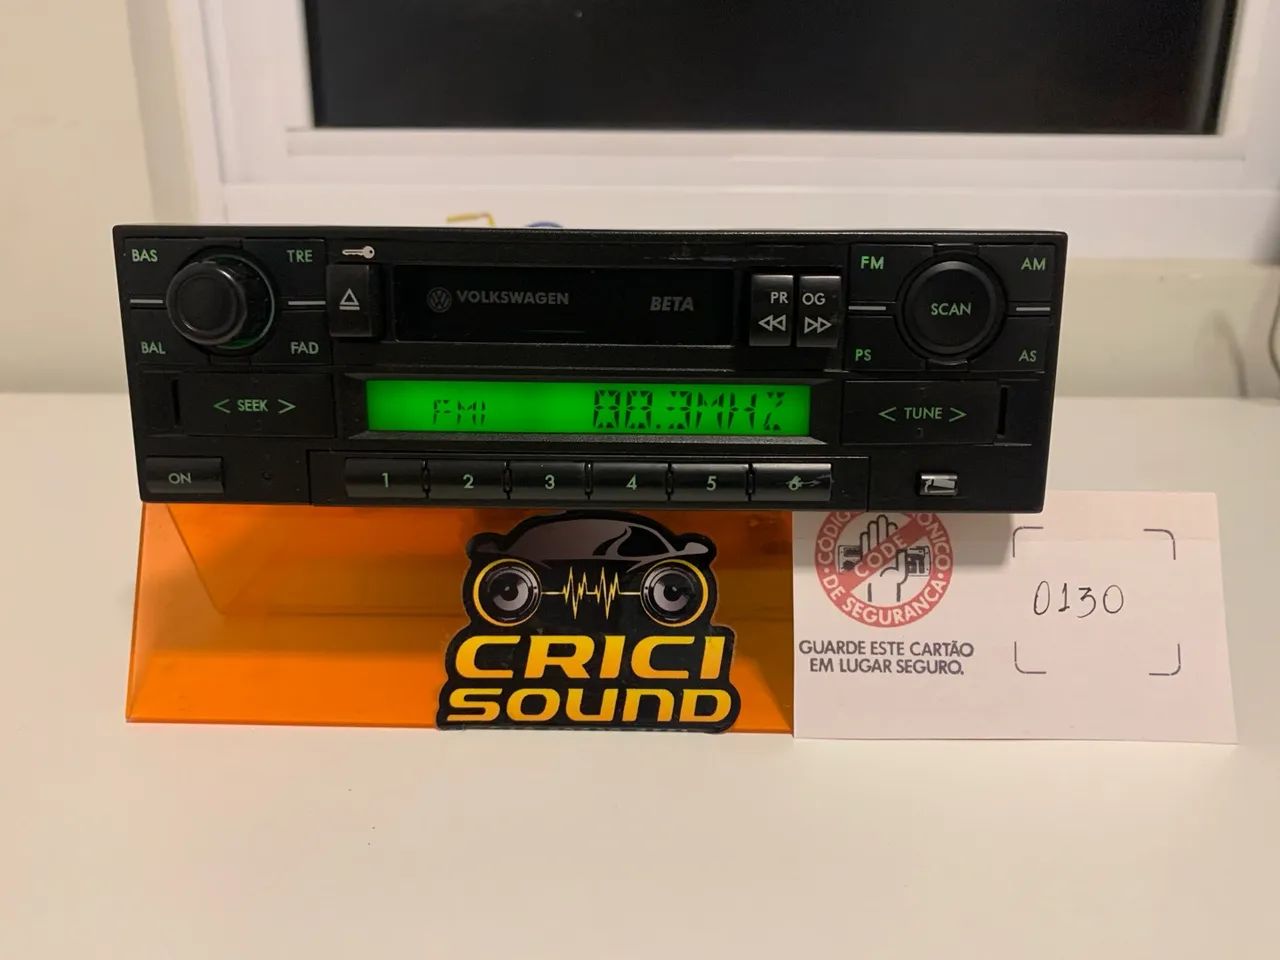 BAS
TRE
BAL
FAD
VOLKSWAGEN
BETA
PR
OG
FM
AM
SCAN
PS
AS
< SEEK >
FM1
88.3MHZ
< TUNE >
ON
1
2
3
4
5
6
CRICI
SOUND
CODE
DE SEGURANÇA
GUARDE ESTE CARTÃO
EM LUGAR SEGURO.
0130